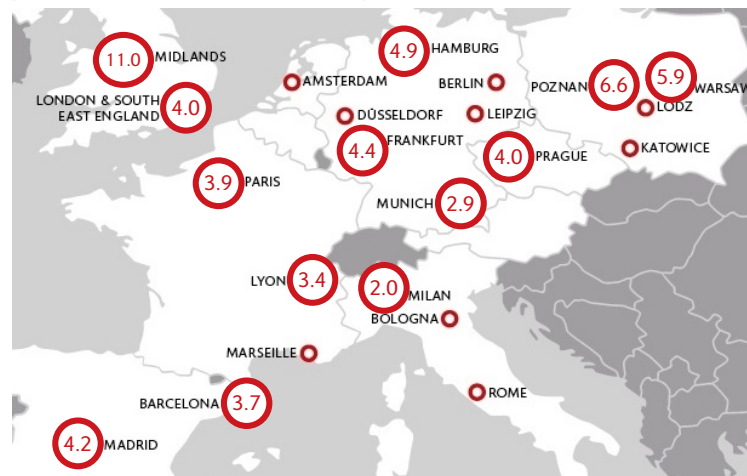 4.9
HAMBURG
11.0
MIDLANDS
AMSTERDAM
BERLIN
POZNAN
6.6
5.9
WARSAW
LONDON & SOUTH
EAST ENGLAND
4.0
DÜSSELDORF
LEIPZIG
LODZ
4.4
FRANKFURT
4.0
PRAGUE
KATOWICE
3.9
PARIS
MUNICH
2.9
LYON
3.4
2.0
MILAN
BOLOGNA
MARSEILLE
BARCELONA
3.7
ROME
4.2
MADRID